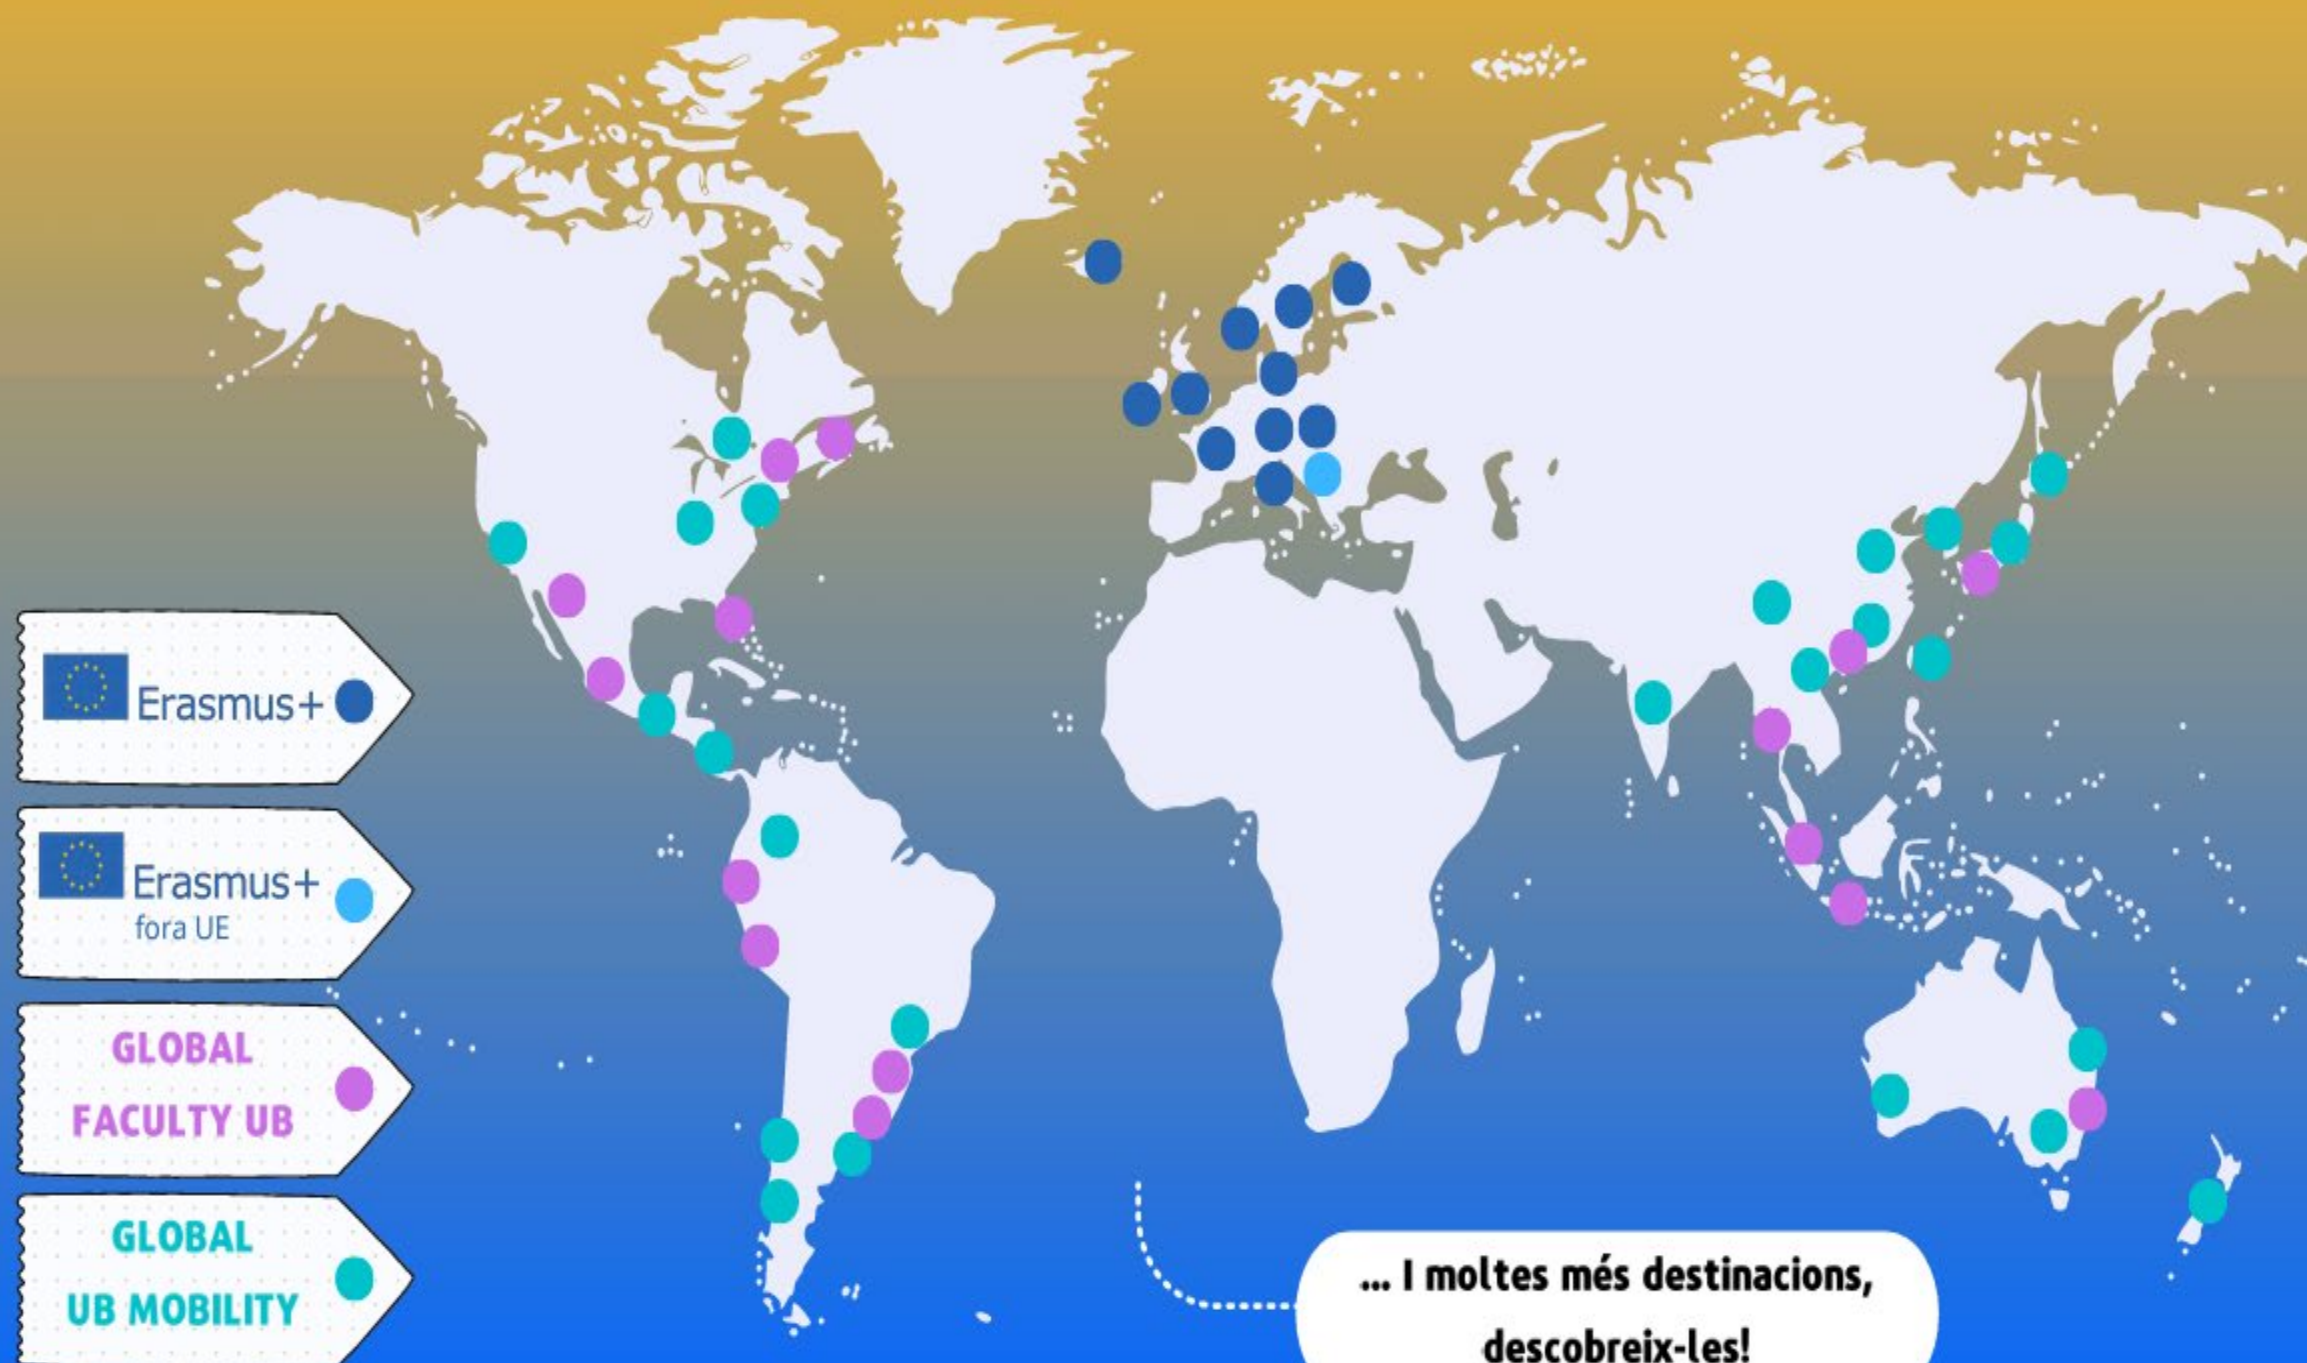 Erasmus+
Erasmus+
fora UE
GLOBAL
FACULTY UB
GLOBAL
UB MOBILITY
... I moltes més destinacions,
descobreix-les!